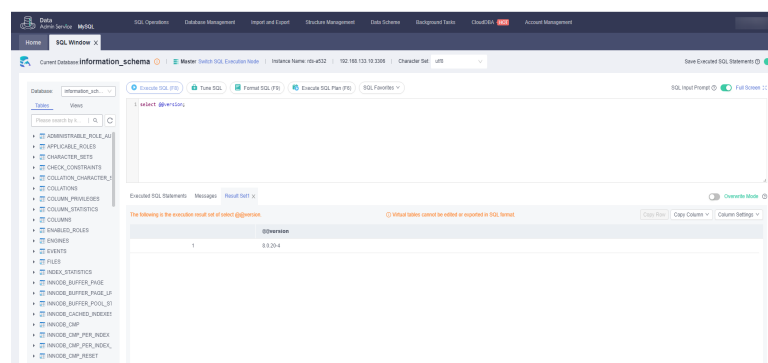 Data
Admin Service MySQL
SQL Operations Database Management Import and Export Structure Management Data Scheme Background Tasks CloudDBA HOT Account Management
Home SQL Window X
Current Database:information_schema Master Switch SQL Execution Node Instance Name: rds-a532 192.168.133.10:3306 Character Set: utf8 Save Executed SQL Statements
Database: information_sch...
Execute SQL (F8) Tune SQL Format SQL (F9) Execute SQL Plan (F6) SQL Favorites SQL Input Prompt Full Screen
Tables Views
1 select @@version;
Please search by k...
ADMINISTRABLE_ROLE_AU
APPLICABLE_ROLES
CHARACTER_SETS
CHECK_CONSTRAINTS
COLLATION_CHARACTER_S
COLLATIONS
COLUMN_PRIVILEGES
COLUMN_STATISTICS
COLUMNS
ENABLED_ROLES
ENGINES
EVENTS
FILES
INDEX_STATISTICS
INNODB_BUFFER_PAGE
INNODB_BUFFER_PAGE_LR
INNODB_BUFFER_POOL_ST
INNODB_CACHED_INDEXES
INNODB_CMP
INNODB_CMP_PER_INDEX
INNODB_CMP_PER_INDEX_
INNODB_CMP_RESET
Executed SQL Statements Messages Result Set1 X Overwrite Mode
The following is the execution result set of select @@version. Virtual tables cannot be edited or exported in SQL format. Copy Row Copy Column Column Settings
@@version
1 8.0.20-4